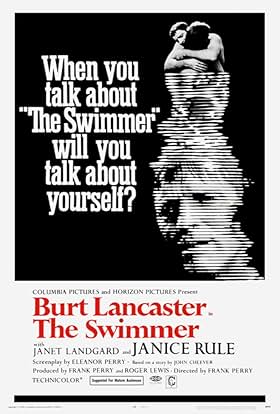 When you
talk about
"The Swimmer"
will you
talk about
yourself?
COLUMBIA PICTURES and HORIZON PICTURES Present
Burt Lancaster in
The Swimmer
with
JANET LANDGARD and JANICE RULE
Screenplay by ELEANOR PERRY · Based on a story by JOHN CHEEVER
Produced by FRANK PERRY and ROGER LEWIS · Directed by FRANK PERRY
TECHNICOLOR® Suggested For Mature Audiences